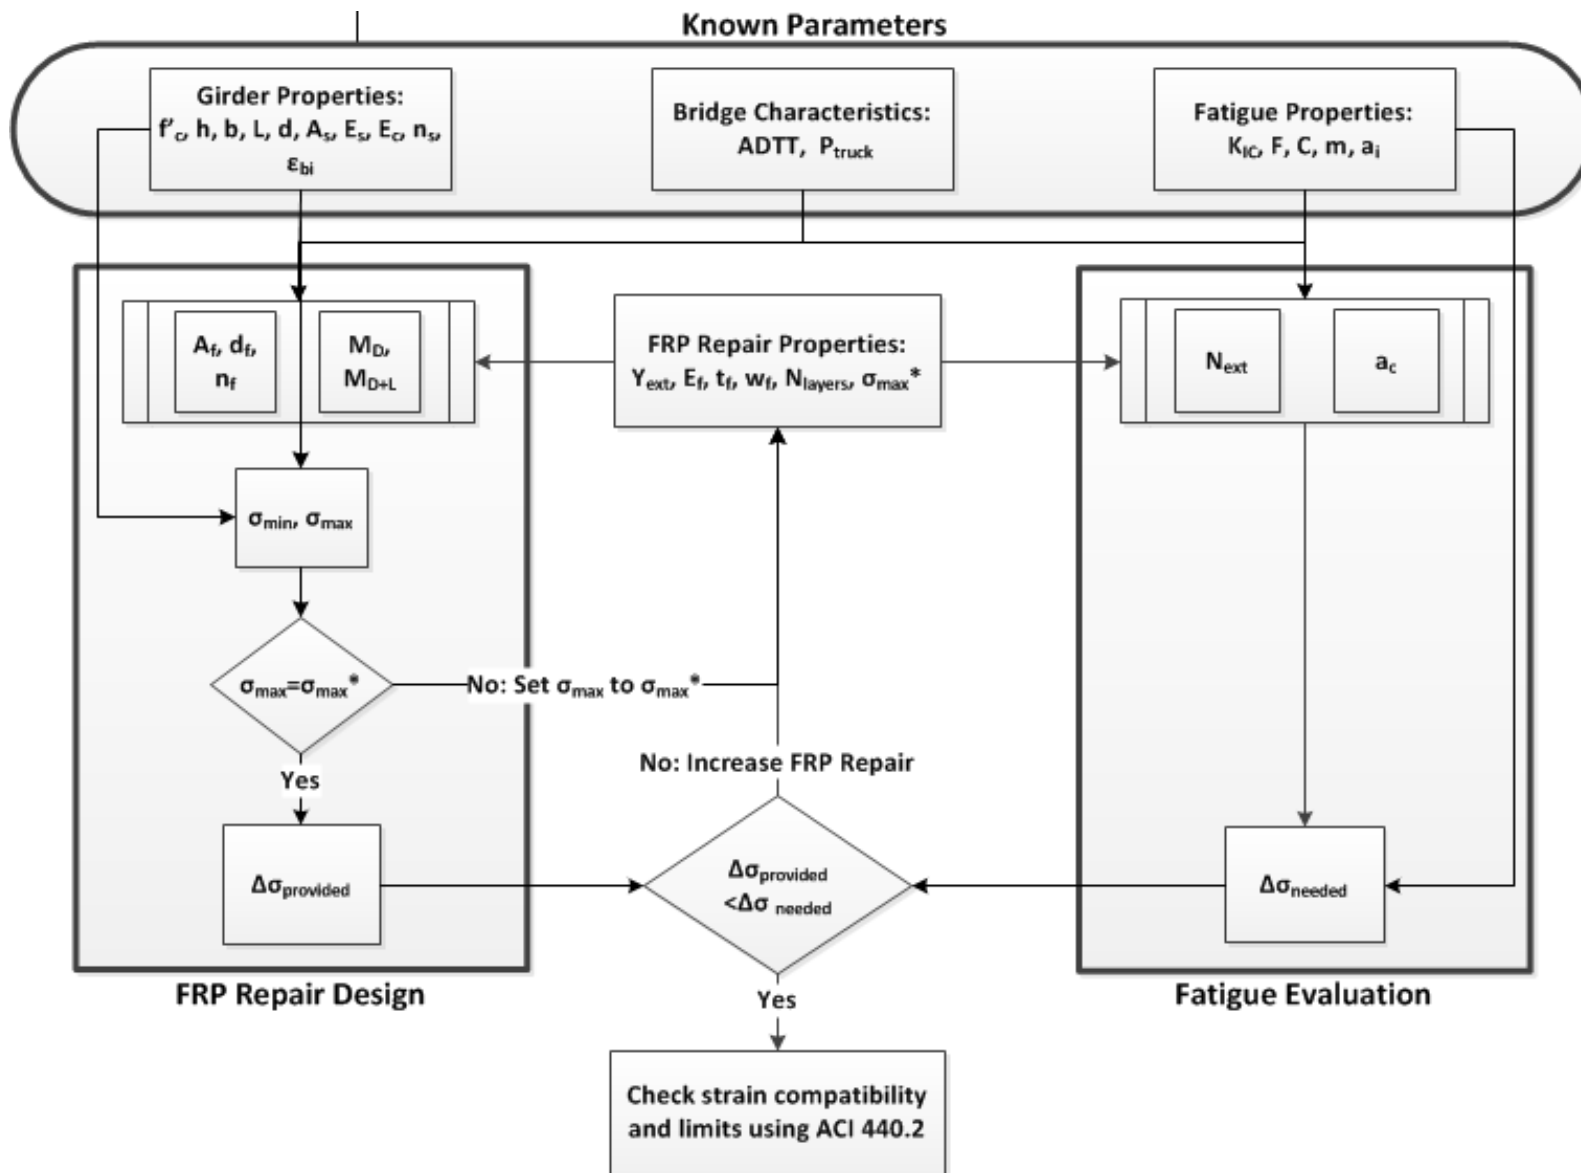 Known Parameters
Girder Properties:
f'c, h, b, L, d, As, Es, Ec, ns,
εbi
Bridge Characteristics:
ADTT, Ptruck
Fatigue Properties:
KIC, F, C, m, ai
Af, df,
nf
MD,
MD+L
FRP Repair Properties:
Yext, Ef, tf, wf, Nlayers, σmax*
Next
ac
σmin, σmax
σmax=σmax*
No: Set σmax to σmax*
Yes
No: Increase FRP Repair
Δσprovided
Δσprovided
<Δσ needed
Δσneeded
FRP Repair Design
Yes
Fatigue Evaluation
Check strain compatibility
and limits using ACI 440.2